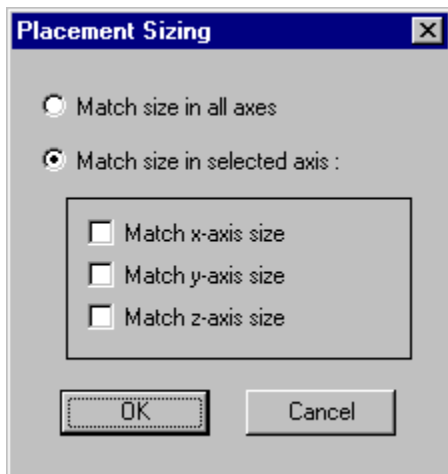 Placement Sizing
Match size in all axes
Match size in selected axis :
Match x-axis size
Match y-axis size
Match z-axis size
OK Cancel